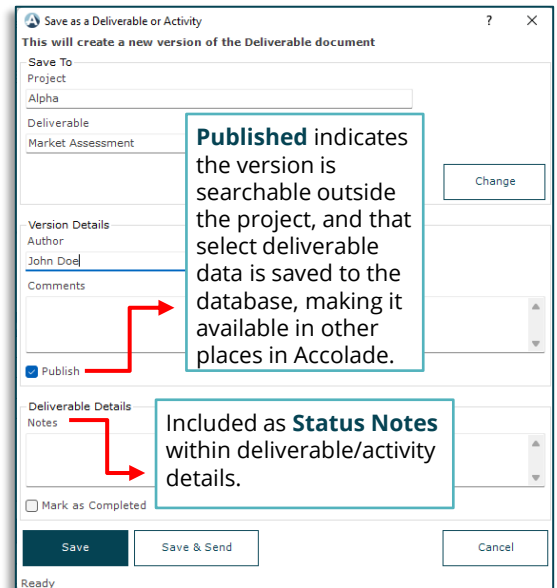 Save as a Deliverable or Activity ? ×
This will create a new version of the Deliverable document
Save To
Project
Alpha
Deliverable
Market Assessment
Change
Published indicates
the version is
searchable outside
the project, and that
select deliverable
data is saved to the
database, making it
available in other
places in Accolade.
Version Details
Author
John Doe
Comments
Publish
Deliverable Details
Notes
Included as Status Notes
within deliverable/activity
details.
Mark as Completed
Save Save & Send Cancel
Ready